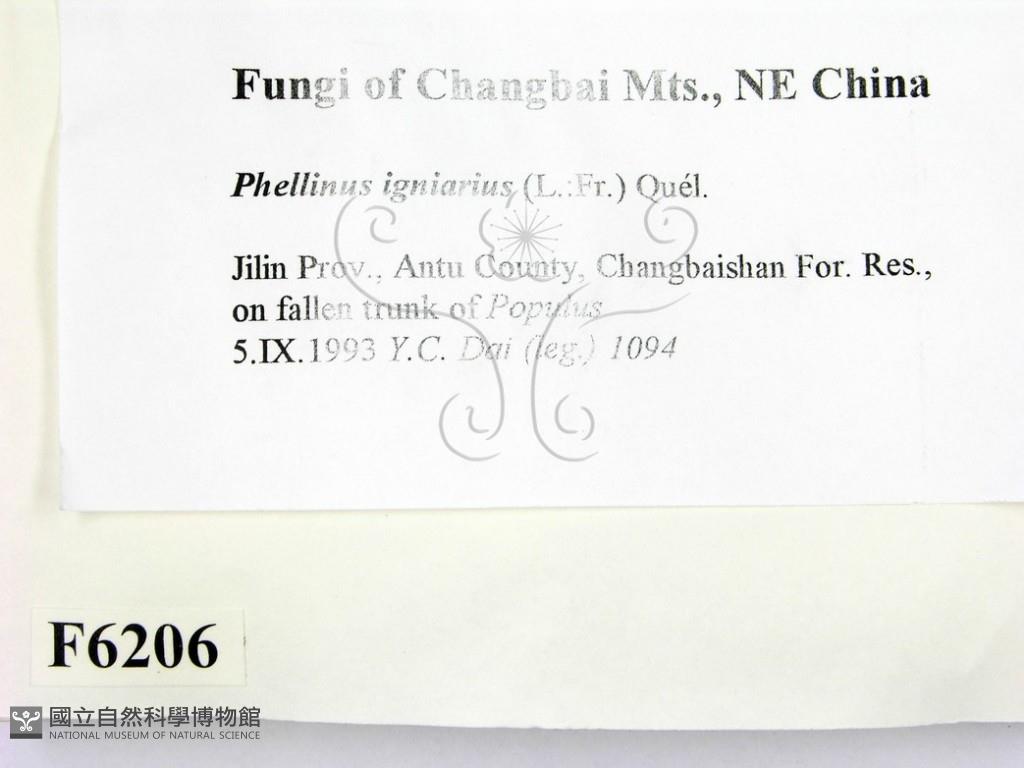 Fungi of Changbai Mts., NE China
Phellinus igniarius (L.:Fr.) Quél.
Jilin Prov., Antu County, Changbaishan For. Res.,
on fallen trunk of Populus
5.IX.1993 Y.C. Dai (leg.) 1094
F6206
國立自然科學博物館
NATIONAL MUSEUM OF NATURAL SCIENCE